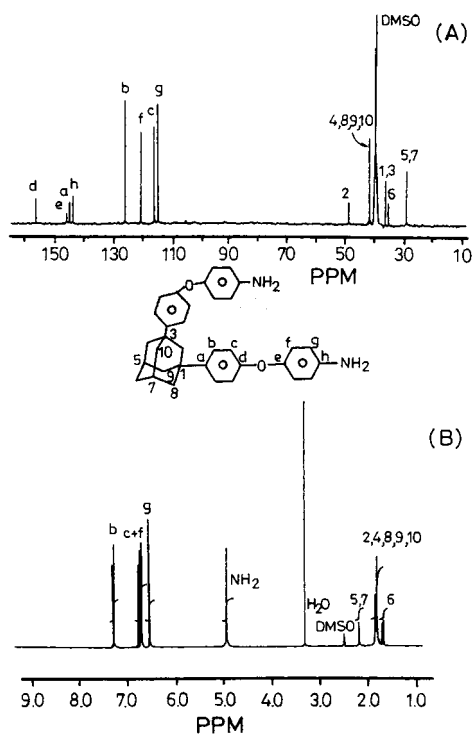 DMSO
(A)
b
g
c
f
4,8,9,10
d
a
h
e
2
1,3
5,7
6
150 130 110 90 70 50 30 10
PPM
O NH₂
3
10
5 9 1
7 8
a b c d O e f g h NH₂
(B)
b
c+f
g
NH₂
H₂O
DMSO
2,4,8,9,10
5,7
6
9.0 8.0 7.0 6.0 5.0 4.0 3.0 2.0 1.0
PPM